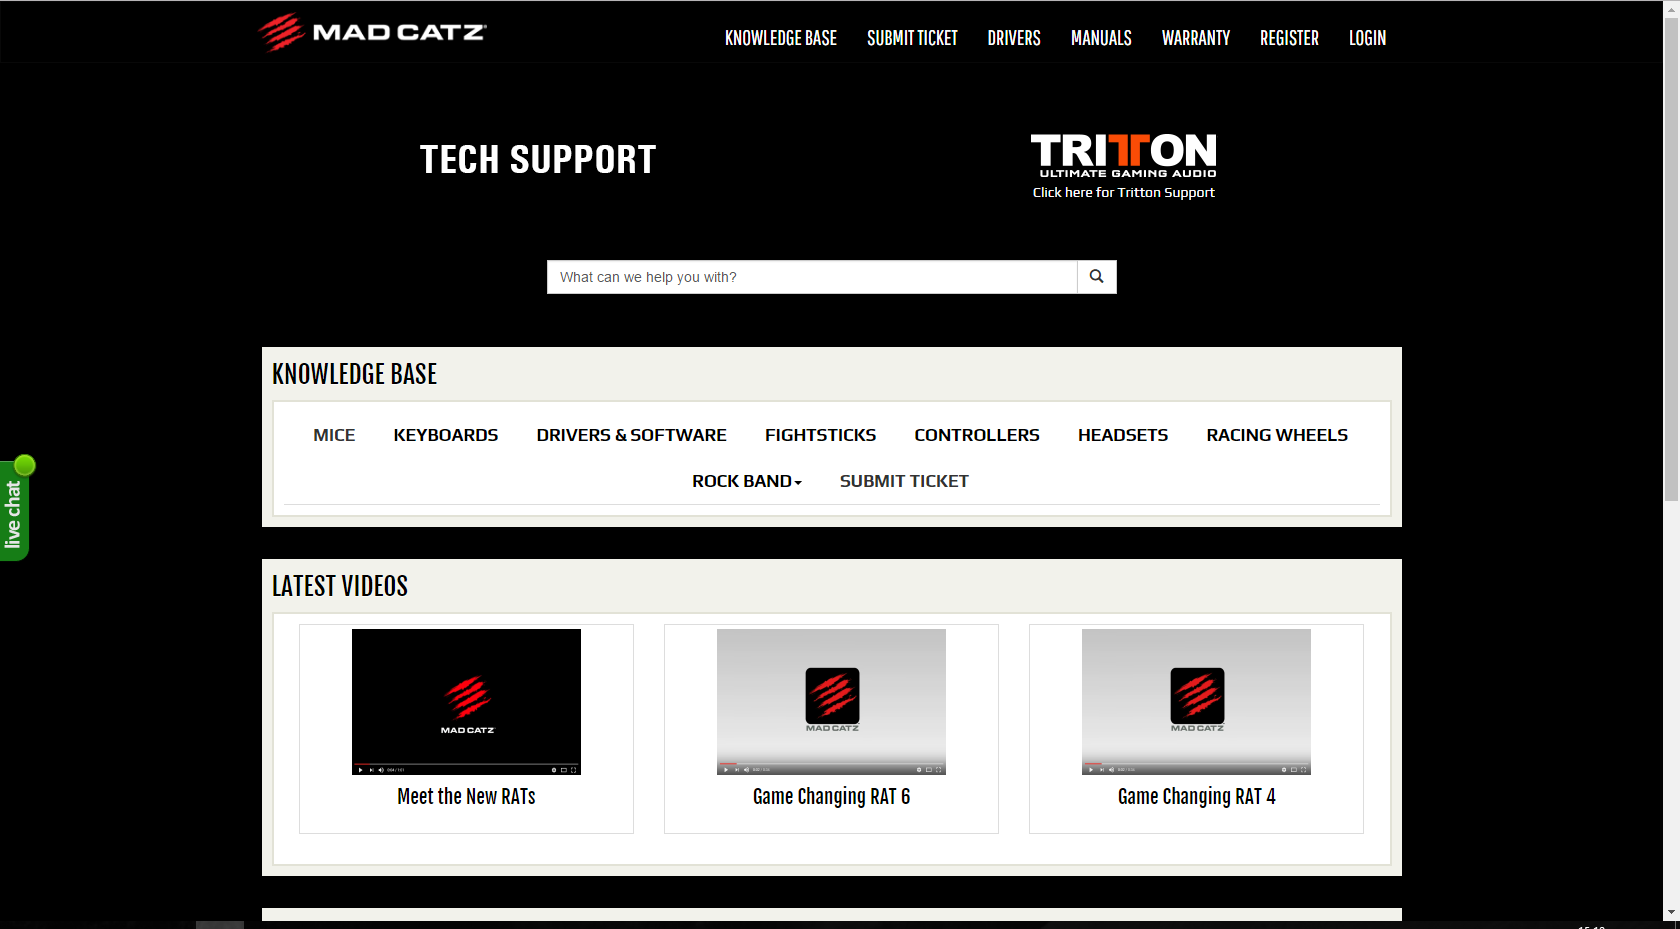 MAD CATZ
KNOWLEDGE BASE SUBMIT TICKET DRIVERS MANUALS WARRANTY REGISTER LOGIN
TECH SUPPORT
TRITTON
ULTIMATE GAMING AUDIO
Click here for Tritton Support
What can we help you with?
KNOWLEDGE BASE
MICE KEYBOARDS DRIVERS & SOFTWARE FIGHTSTICKS CONTROLLERS HEADSETS RACING WHEELS
ROCK BAND SUBMIT TICKET
live chat
LATEST VIDEOS
MAD CATZ
MAD CATZ
MAD CATZ
Meet the New RATs
Game Changing RAT 6
Game Changing RAT 4